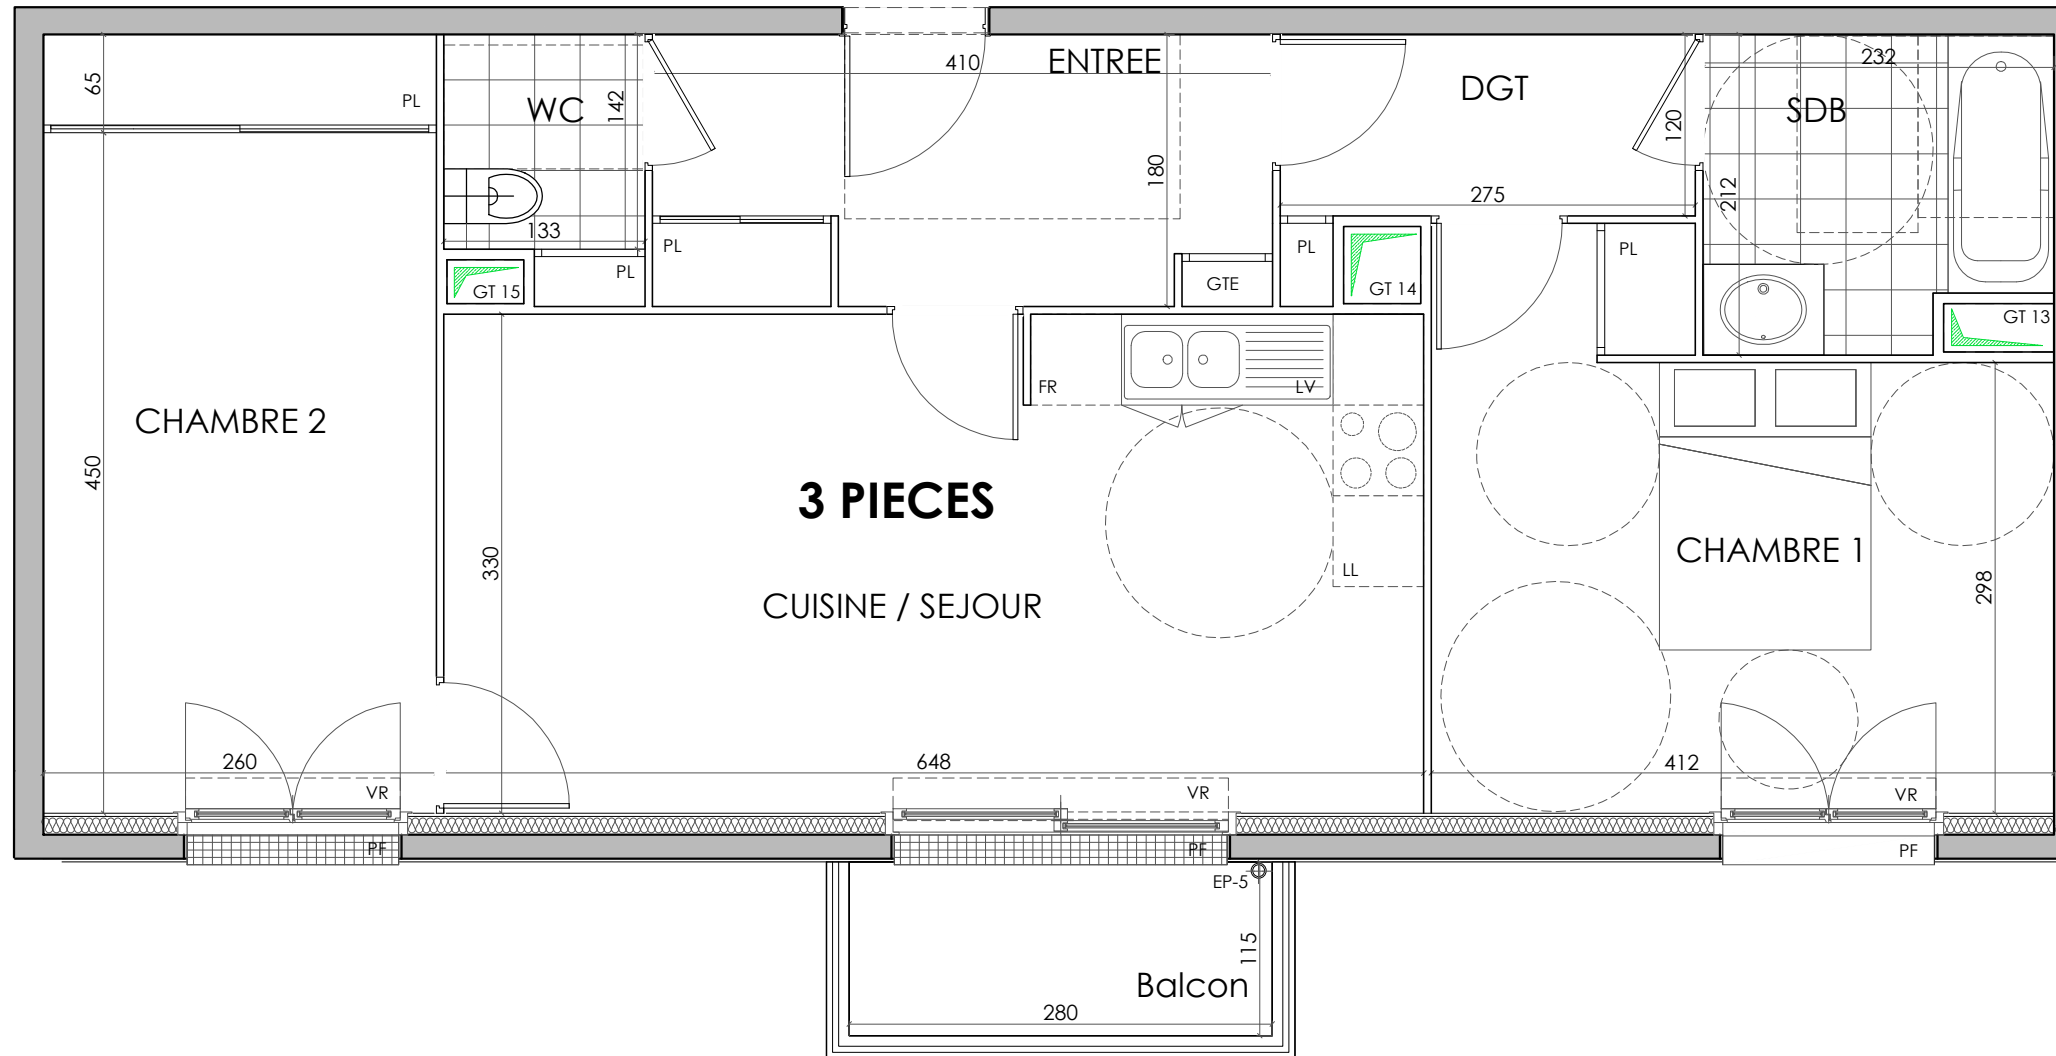 65
PL
WC
142
133
410
ENTREE
180
DGT
120
275
232
SDB
212
PL
PL
GT 15
GTE
PL
GT 14
PL
GT 13
FR
LV
CHAMBRE 2
450
330
3 PIECES
CUISINE / SEJOUR
LL
CHAMBRE 1
298
260
648
412
VR
VR
VR
PF
PF
PF
EP-5
115
Balcon
280